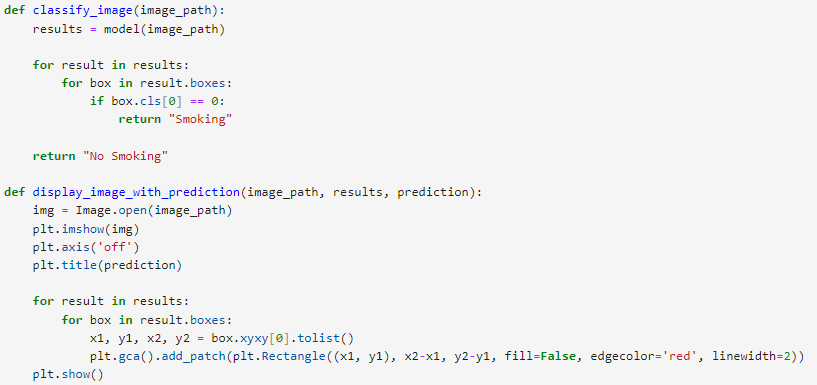 def classify_image(image_path):
    results = model(image_path)

    for result in results:
        for box in result.boxes:
            if box.cls[0] == 0:
                return "Smoking"

    return "No Smoking"

def display_image_with_prediction(image_path, results, prediction):
    img = Image.open(image_path)
    plt.imshow(img)
    plt.axis('off')
    plt.title(prediction)

    for result in results:
        for box in result.boxes:
            x1, y1, x2, y2 = box.xyxy[0].tolist()
            plt.gca().add_patch(plt.Rectangle((x1, y1), x2-x1, y2-y1, fill=False, edgecolor='red', linewidth=2))
    plt.show()